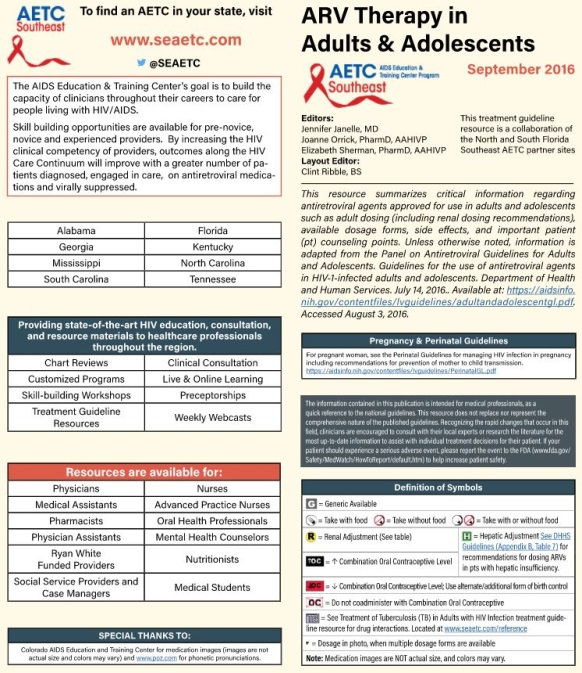 AETC
Southeast
To find an AETC in your state, visit
www.seaetc.com
@SEAETC
The AIDS Education & Training Center's goal is to build the
capacity of clinicians throughout their careers to care for
people living with HIV/AIDS.
Skill building opportunities are available for pre-novice,
novice and experienced providers. By increasing the HIV
clinical competency of providers, outcomes along the HIV
Care Continuum will improve with a greater number of pa-
tients diagnosed, engaged in care, on antiretroviral medica-
tions and virally suppressed.
Alabama Florida
Georgia Kentucky
Mississippi North Carolina
South Carolina Tennessee
Providing state-of-the-art HIV education, consultation,
and resource materials to healthcare professionals
throughout the region.
Chart Reviews Clinical Consultation
Customized Programs Live & Online Learning
Skill-building Workshops Preceptorships
Treatment Guideline
Resources
Weekly Webcasts
Resources are available for:
Physicians Nurses
Medical Assistants Advanced Practice Nurses
Pharmacists Oral Health Professionals
Physician Assistants Mental Health Counselors
Ryan White
Funded Providers
Nutritionists
Social Service Providers and
Case Managers
Medical Students
SPECIAL THANKS TO:
Colorado AIDS Education and Training Center for medication images (images are not
actual size and colors may vary) and www.poz.com for phonetic pronunciations.
ARV Therapy in
Adults & Adolescents
AETC AIDS Education &
Training Center Program
Southeast
September 2016
Editors:
Jennifer Janelle, MD
Joanne Orrick, PharmD, AAHIVP
Elizabeth Sherman, PharmD, AAHIVP
Layout Editor:
Clint Ribble, BS
This treatment guideline
resource is a collaboration of
the North and South Florida
Southeast AETC partner sites
This resource summarizes critical information regarding
antiretroviral agents approved for use in adults and adolescents
such as adult dosing (including renal dosing recommendations),
available dosage forms, side effects, and important patient
(pt) counseling points. Unless otherwise noted, information is
adapted from the Panel on Antiretroviral Guidelines for Adults
and Adolescents. Guidelines for the use of antiretroviral agents
in HIV-1-infected adults and adolescents. Department of Health
and Human Services. July 14, 2016.. Available at: https://aidsinfo.
nih.gov/contentfiles/lvguidelines/adultandadolescentgl.pdf.
Accessed August 3, 2016.
Pregnancy & Perinatal Guidelines
For pregnant woman, see the Perinatal Guidelines for managing HIV infection in pregnancy
including recommendations for prevention of mother to child transmission.
https://aidsinfo.nih.gov/contentfiles/lvguidelines/PerinatalGL.pdf
The information contained in this publication is intended for medical professionals, as a
quick reference to the national guidelines. This resource does not replace nor represent the
comprehensive nature of the published guidelines. Recognizing the rapid changes that occur in this
field, clinicians are encouraged to consult with their local experts or research the literature for the
most up-to-date information to assist with individual treatment decisions for their patient. If your
patient should experience a serious adverse event, please report the event to the FDA (www.fda.gov/
Safety/MedWatch/HowToReport/default.htm) to help increase patient safety.
Definition of Symbols
G = Generic Available
= Take with food = Take without food = Take with or without food
R = Renal Adjustment (See table)
H = Hepatic Adjustment See DHHS
Guidelines (Appendix B, Table 7) for
recommendations for dosing ARVs
in pts with hepatic insufficiency.
↑OC = ↑ Combination Oral Contraceptive Level
↓OC = ↓ Combination Oral Contraceptive Level; Use alternate/additional form of birth control
OC = Do not coadminister with Combination Oral Contraceptive
= See Treatment of Tuberculosis (TB) in Adults with HIV Infection treatment guide-
line resource for drug interactions. Located at www.seaetc.com/reference
* = Dosage in photo, when multiple dosage forms are available
Note: Medication images are NOT actual size, and colors may vary.